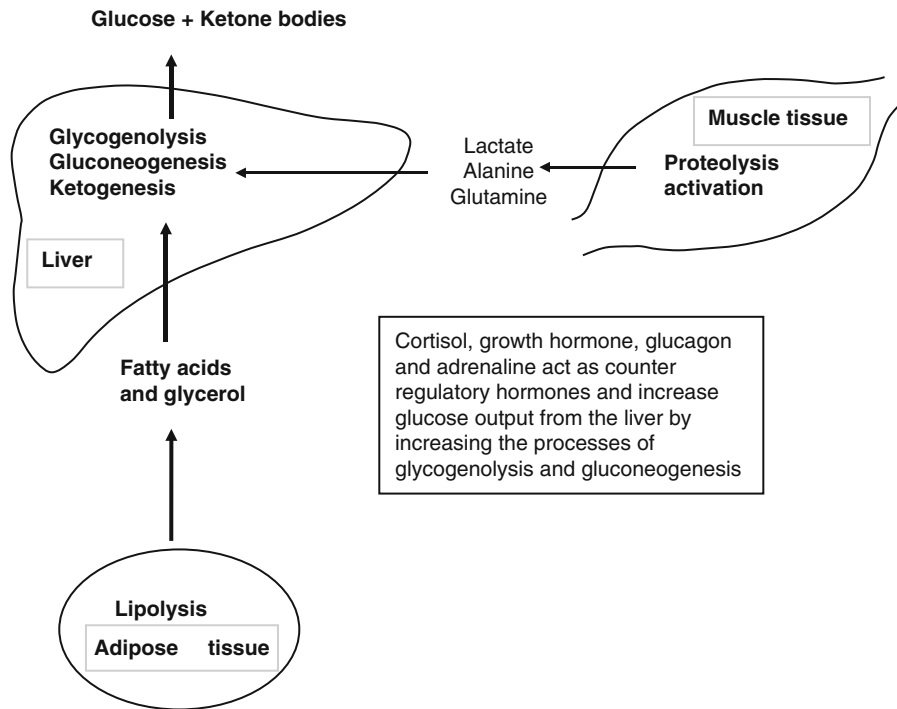 Glucose + Ketone bodies
Glycogenolysis
Gluconeogenesis
Ketogenesis
Liver
Lactate
Alanine
Glutamine
Muscle tissue
Proteolysis
activation
Fatty acids
and glycerol
Cortisol, growth hormone, glucagon
and adrenaline act as counter
regulatory hormones and increase
glucose output from the liver by
increasing the processes of
glycogenolysis and gluconeogenesis
Lipolysis
Adipose tissue